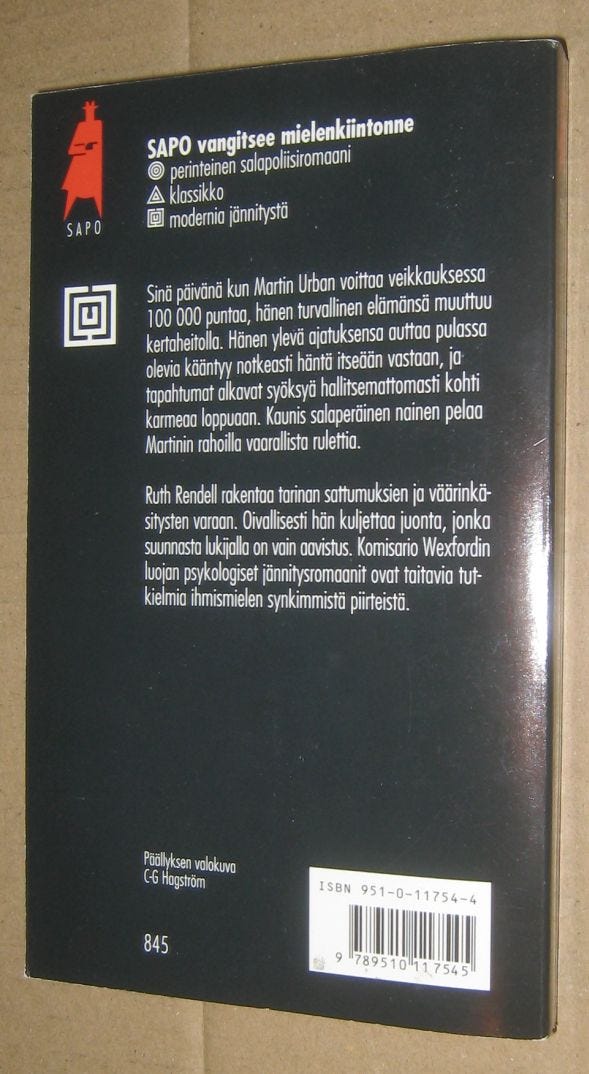 SAPO
SAPO vangitsee mielenkiintonne
perinteinen salapoliisiromaani
klassikko
modernia jännitystä
Sinä päivänä kun Martin Urban voittaa veikkauksessa
100 000 puntaa, hänen turvallinen elämänsä muuttuu
kertaheitolla. Hänen ylevä ajatuksensa auttaa pulassa
olevia kääntyy notkeasti häntä itseään vastaan, ja
tapahtumat alkavat syöksyä hallitsemattomasti kohti
karmeaa loppuaan. Kaunis salaperäinen nainen pelaa
Martinin rahoilla vaarallista rulettia.
Ruth Rendell rakentaa tarinan sattumuksien ja väärinkä-
sitysten varaan. Oivallisesti hän kuljettaa juonta, jonka
suunnasta lukijalla on vain aavistus. Komisario Wexfordin
luojan psykologiset jännitysromaanit ovat taitavia tut-
kielmia ihmismielen synkimmistä piirteistä.
Päällyksen valokuva
C-G Hagström
845
ISBN 951-0-11754-4
9 789510 117545